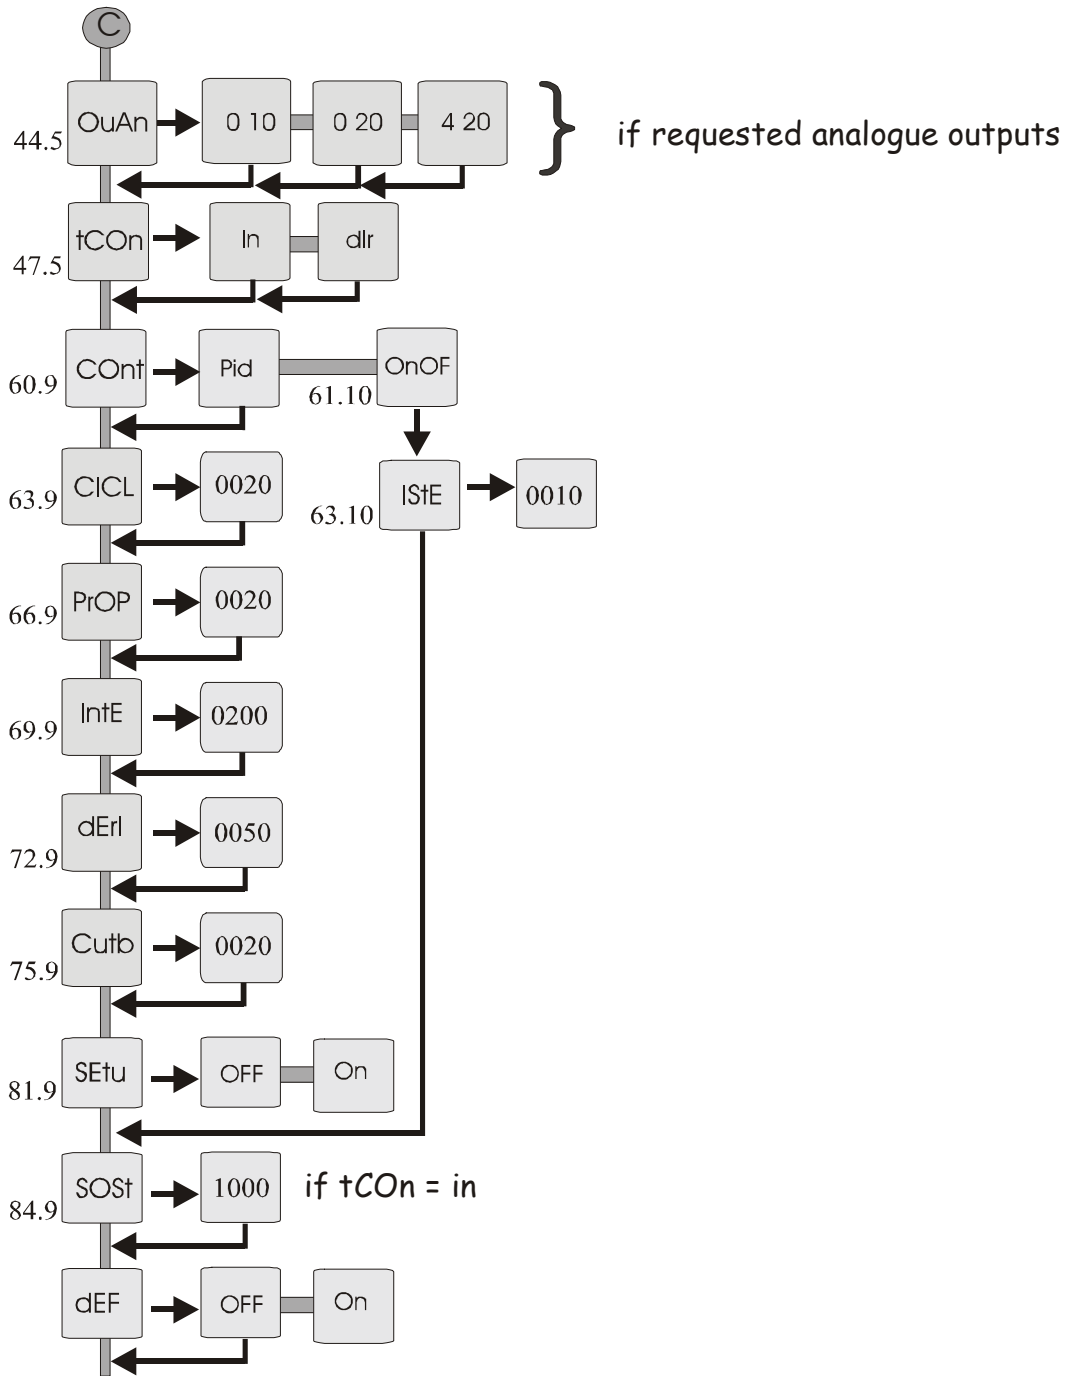 C
OuAn 0 10 0 20 4 20
44.5 if requested analogue outputs
tCOn In dIr
47.5
COnt Pid OnOF
60.9 61.10
CICL 0020 IStE 0010
63.9 63.10
PrOP 0020
66.9
IntE 0200
69.9
dErI 0050
72.9
Cutb 0020
75.9
SEtu OFF On
81.9
SOSt 1000 if tCOn = in
84.9
dEF OFF On